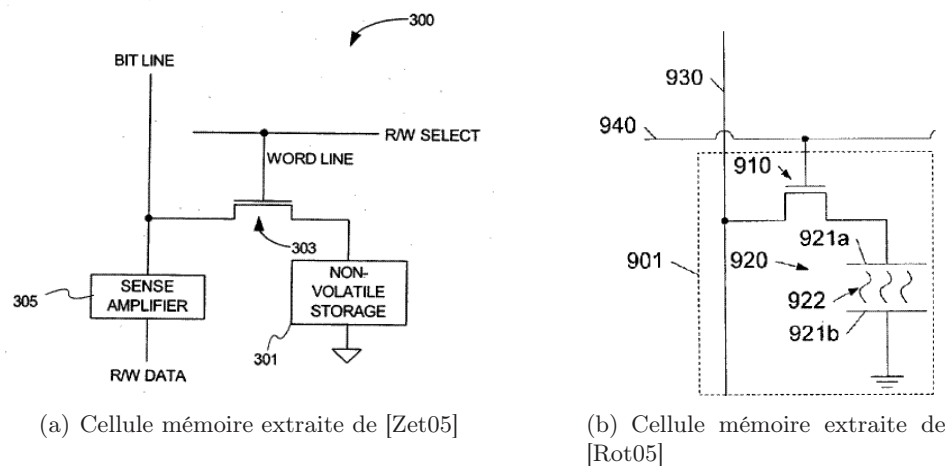 300
BIT LINE
R/W SELECT
WORD LINE
303
305
SENSE
AMPLIFIER
NON-
VOLATILE
STORAGE
301
R/W DATA
(a) Cellule mémoire extraite de [Zet05]
930
940
910
921a
901
920
922
921b
(b) Cellule mémoire extraite de
[Rot05]